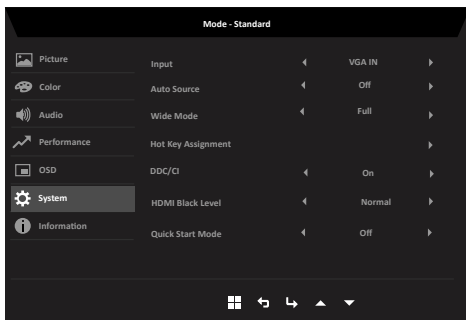 Mode - Standard
Picture
Color
Audio
Performance
OSD
System
Information
Input VGA IN
Auto Source Off
Wide Mode Full
Hot Key Assignment
DDC/CI On
HDMI Black Level Normal
Quick Start Mode Off